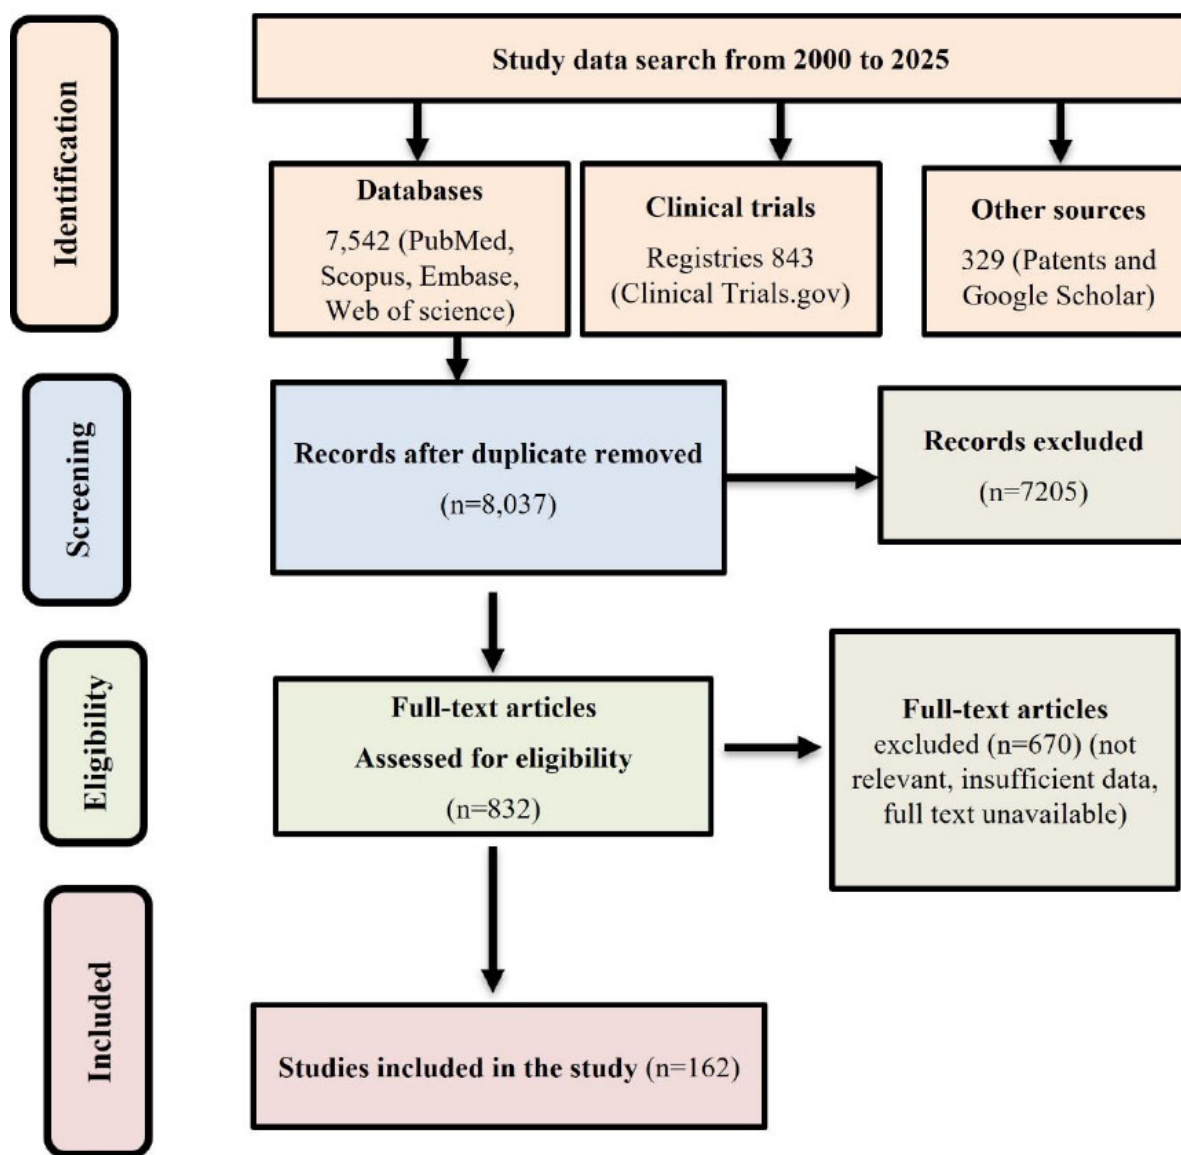 Identification
Study data search from 2000 to 2025
Databases
7,542 (PubMed,
Scopus, Embase,
Web of science)
Clinical trials
Registries 843
(Clinical Trials.gov)
Other sources
329 (Patents and
Google Scholar)
Screening
Records after duplicate removed
(n=8,037)
Records excluded
(n=7205)
Eligibility
Full-text articles
Assessed for eligibility
(n=832)
Full-text articles
excluded (n=670) (not
relevant, insufficient data,
full text unavailable)
Included
Studies included in the study (n=162)